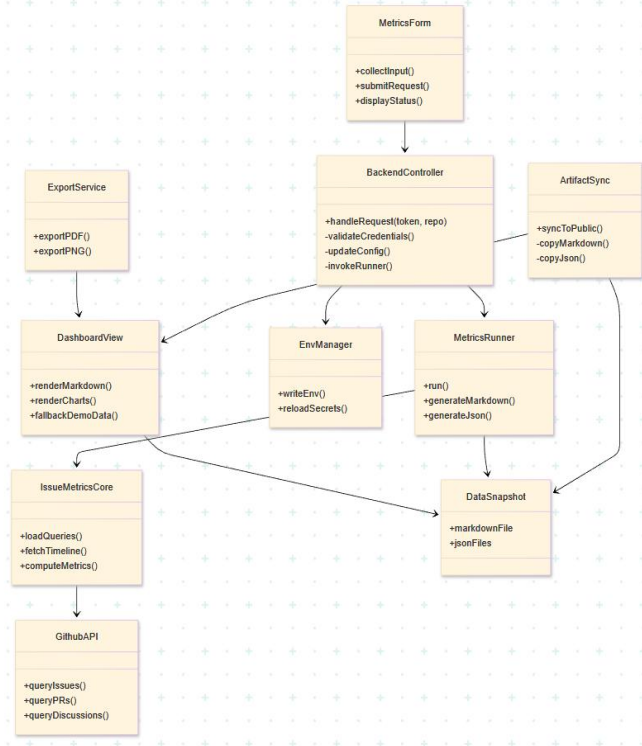 MetricsForm
+collectInput()
+submitRequest()
+displayStatus()
ExportService
+exportPDF()
+exportPNG()
BackendController
+handleRequest(token, repo)
-validateCredentials()
-updateConfig()
-invokeRunner()
ArtifactSync
+syncToPublic()
-copyMarkdown()
-copyJson()
DashboardView
+renderMarkdown()
+renderCharts()
+fallbackDemoData()
EnvManager
+writeEnv()
+reloadSecrets()
MetricsRunner
+run()
+generateMarkdown()
+generateJson()
IssueMetricsCore
+loadQueries()
+fetchTimeline()
+computeMetrics()
DataSnapshot
+markdownFile
+jsonFiles
GithubAPI
+queryIssues()
+queryPRs()
+queryDiscussions()